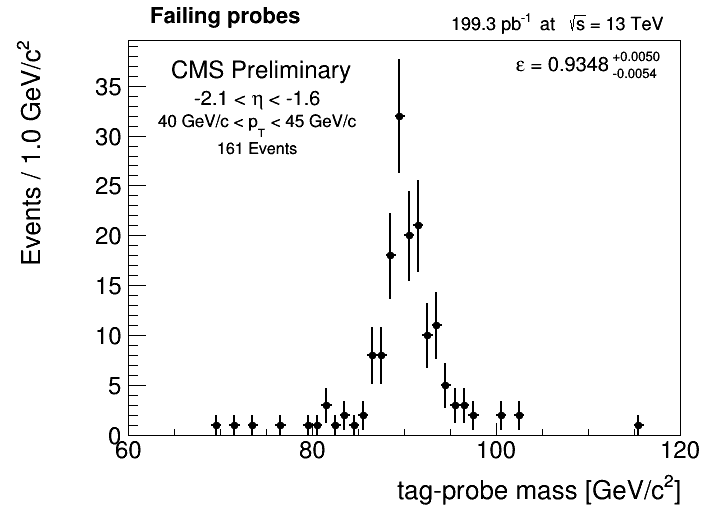 Failing probes
199.3 pb⁻¹ at √s = 13 TeV
CMS Preliminary
ε = 0.9348 +0.0050 -0.0054
-2.1 < η < -1.6
40 GeV/c < p_T < 45 GeV/c
161 Events
Events / 1.0 GeV/c²
35
30
25
20
15
10
5
0
60 80 100 120
tag-probe mass [GeV/c²]